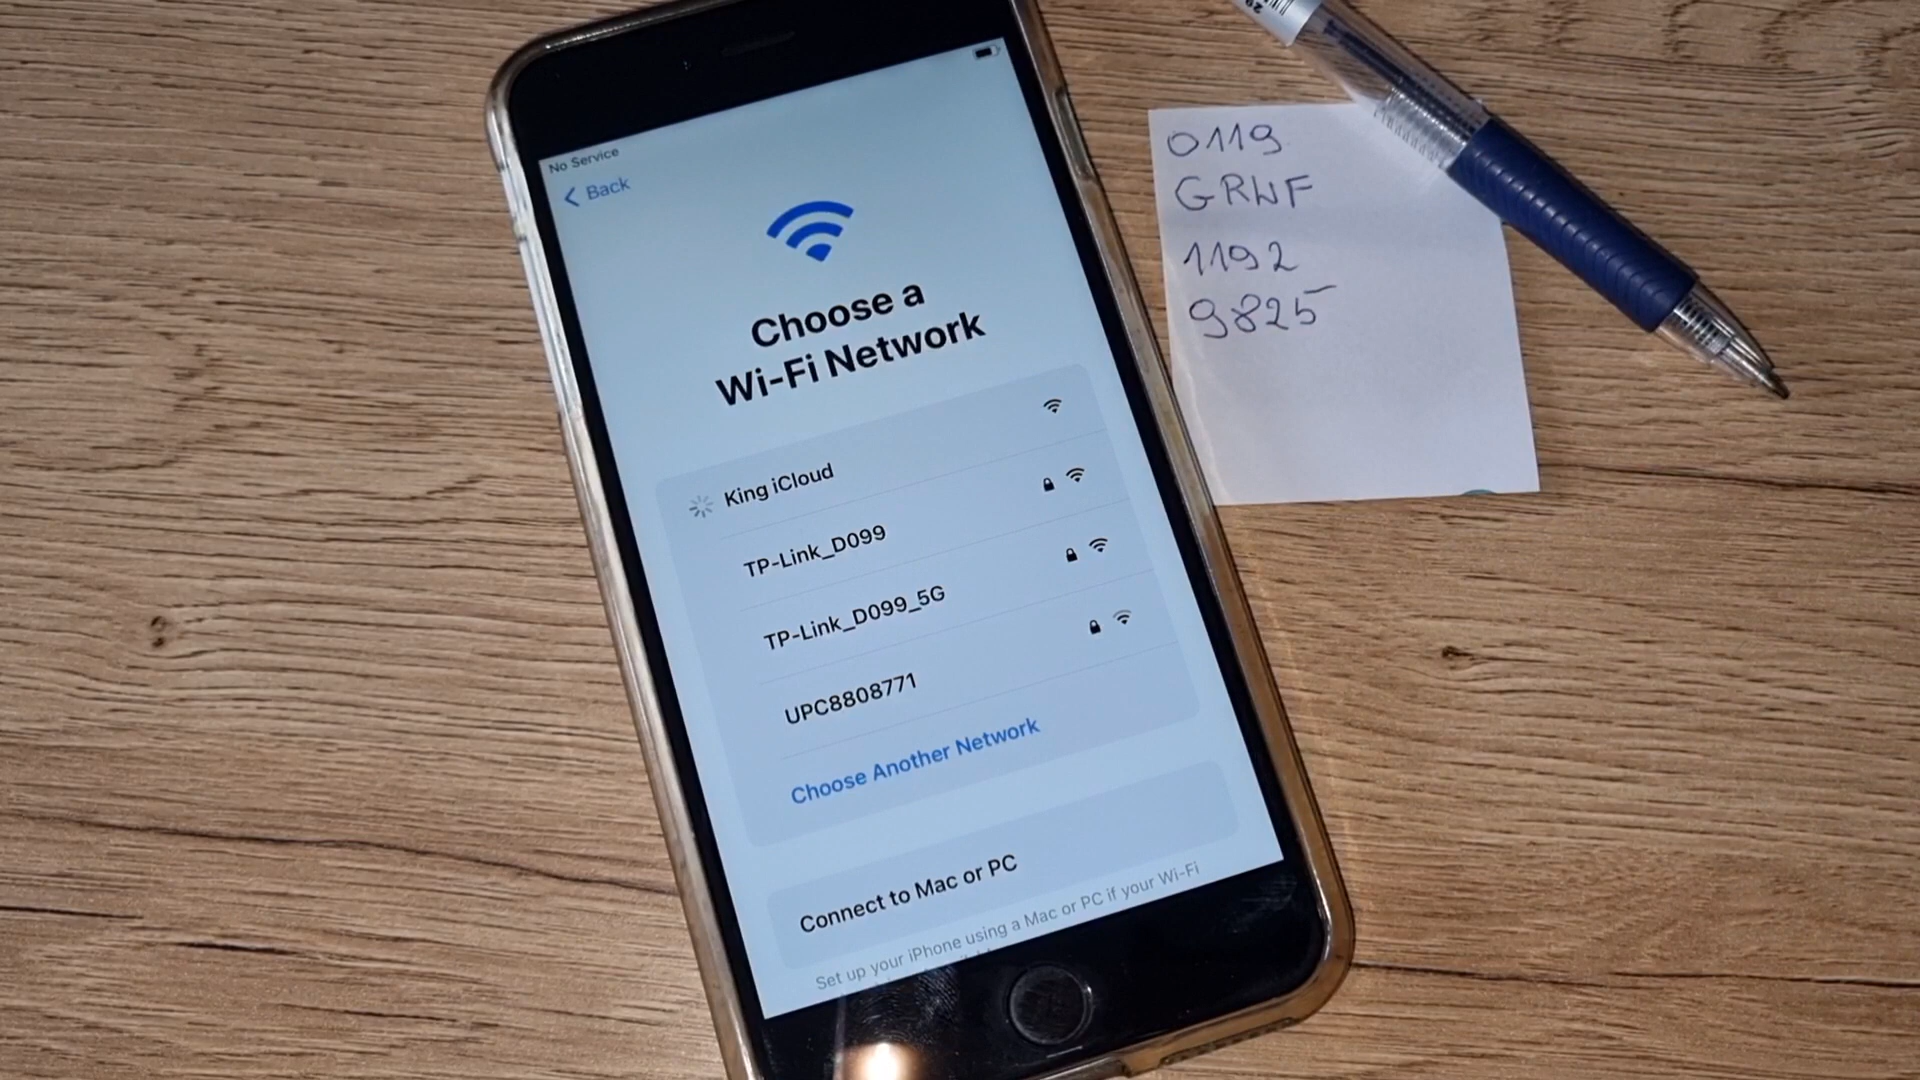 No Service
Back
Choose a
Wi-Fi Network
King iCloud
TP-Link_D099
TP-Link_D099_5G
UPC8808771
Choose Another Network
Connect to Mac or PC
Set up your iPhone using a Mac or PC if your Wi-Fi
0119
GRWF
1192
9825